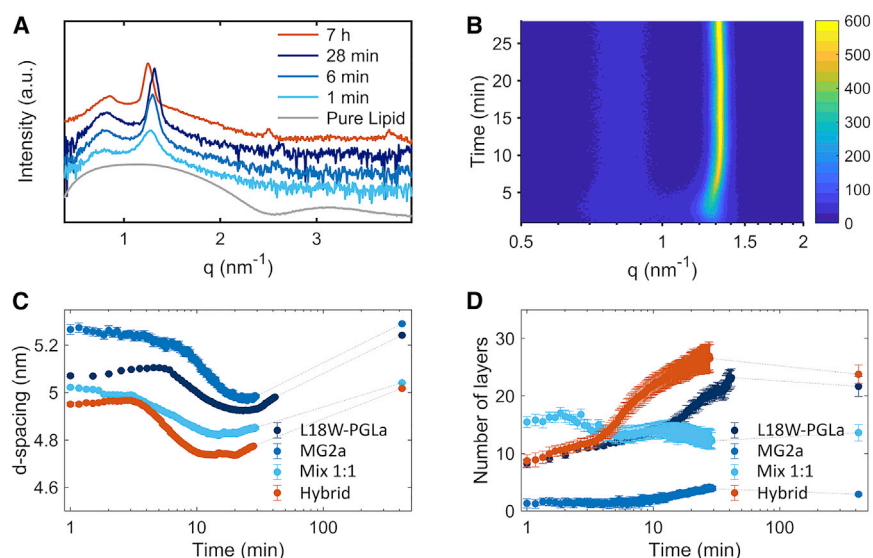 A
7 h
28 min
6 min
1 min
Pure Lipid
Intensity (a.u.)
1
2
3
q (nm⁻¹)
B
25
20
15
10
5
Time (min)
0.5
1
1.5
2
q (nm⁻¹)
600
500
400
300
200
100
0
C
5.2
5
4.8
4.6
d-spacing (nm)
L18W-PGLa
MG2a
Mix 1:1
Hybrid
1
10
100
Time (min)
D
30
20
10
0
Number of layers
L18W-PGLa
MG2a
Mix 1:1
Hybrid
1
10
100
Time (min)